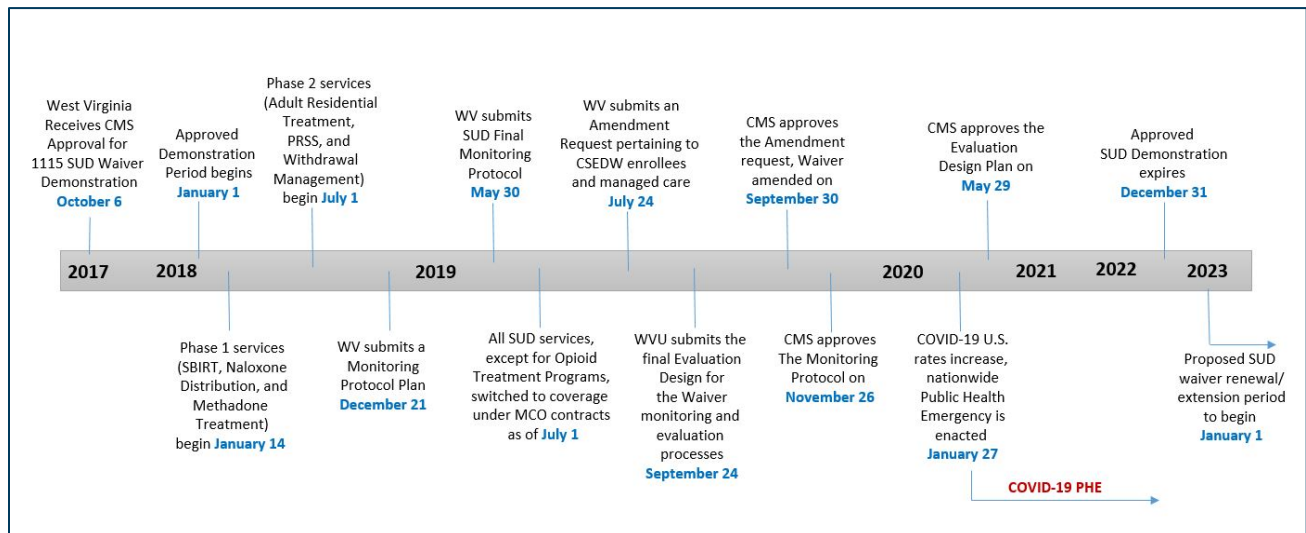 West Virginia
Receives CMS
Approval for
1115 SUD Waiver
Demonstration
October 6
Approved
Demonstration
Period begins
January 1
Phase 2 services
(Adult Residential
Treatment,
PRSS, and
Withdrawal
Management)
begin July 1
WV submits
SUD Final
Monitoring
Protocol
May 30
WV submits an
Amendment
Request pertaining to
CSEDW enrollees
and managed care
July 24
CMS approves
the Amendment
request, Waiver
amended on
September 30
CMS approves the
Evaluation
Design Plan on
May 29
Approved
SUD Demonstration
expires
December 31
2017 2018 2019 2020 2021 2022 2023
Phase 1 services
(SBIRT, Naloxone
Distribution, and
Methadone
Treatment)
begin January 14
WV submits a
Monitoring
Protocol Plan
December 21
All SUD services,
except for Opioid
Treatment Programs,
switched to coverage
under MCO contracts
as of July 1
WVU submits the
final Evaluation
Design for
the Waiver
monitoring and
evaluation
processes
September 24
CMS approves
The Monitoring
Protocol on
November 26
COVID-19 U.S.
rates increase,
nationwide
Public Health
Emergency is
enacted
January 27
COVID-19 PHE
Proposed SUD
waiver renewal/
extension period
to begin
January 1